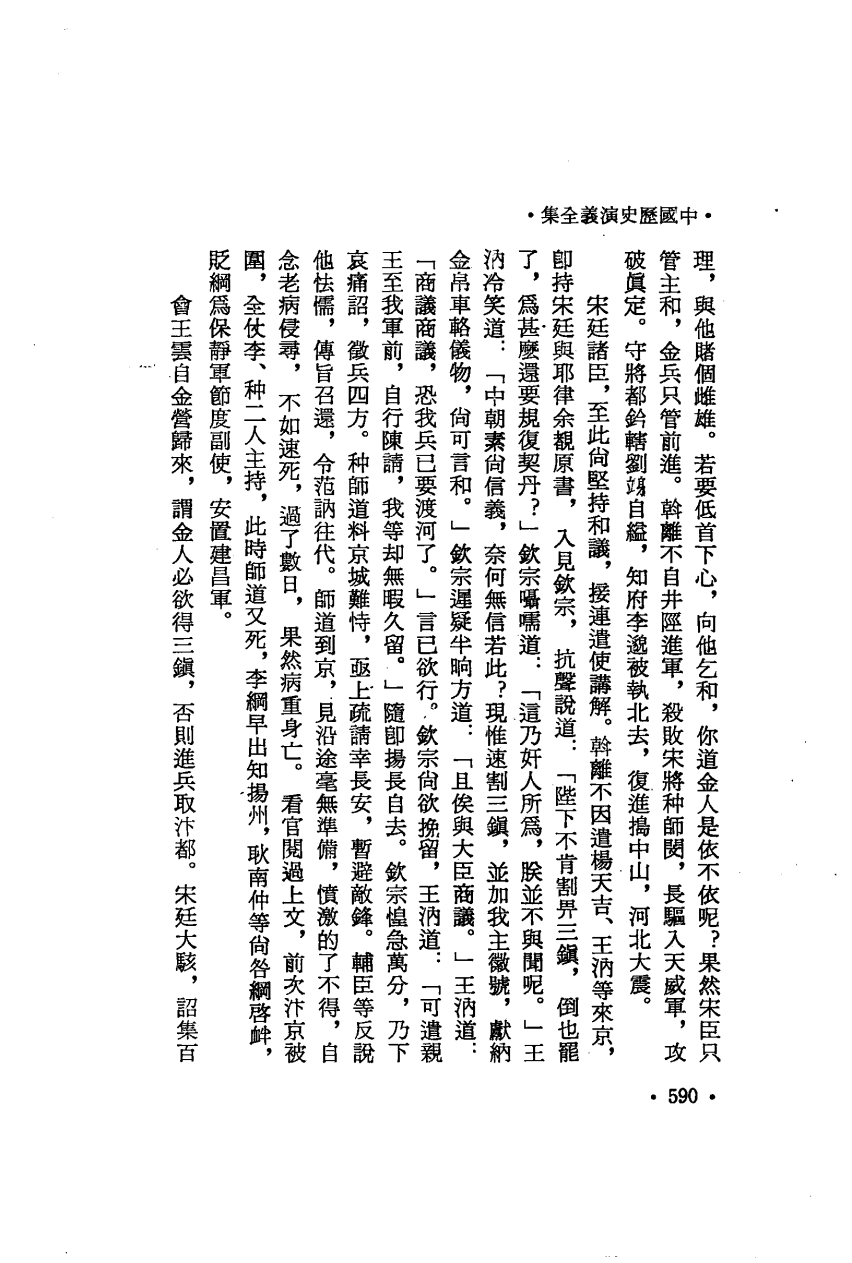 •中國歷史演義全集•
理，與他賭個雌雄。若要低首下心，向他乞和，你道金人是依不依呢？果然宋臣只
管主和，金兵只管前進。斡離不自井陘進軍，殺敗宋將种師閔，長驅入天威軍，攻
破眞定。守將都鈐轄劉竧自縊，知府李邈被執北去，復進搗中山，河北大震。
宋廷諸臣，至此尙堅持和議，接連遣使講解。斡離不因遣楊天吉、王汭等來京，
卽持宋廷與耶律余覩原書，入見欽宗，抗聲說道：「陛下不肯割畀三鎭，倒也罷
了，爲甚麽還要規復契丹？」欽宗囁嚅道：「這乃奸人所爲，朕並不與聞呢。」王
汭冷笑道：「中朝素尙信義，奈何無信若此？現惟速割三鎭，並加我主徽號，獻納
金帛車輅儀物，尙可言和。」欽宗遲疑半晌方道：「且俟與大臣商議。」王汭道：
「商議商議，恐我兵已要渡河了。」言已欲行。欽宗尙欲挽留，王汭道：「可遣親
王至我軍前，自行陳請，我等却無暇久留。」隨卽揚長自去。欽宗惶急萬分，乃下
哀痛詔，徵兵四方。种師道料京城難恃，亟上疏請幸長安，暫避敵鋒。輔臣等反說
他怯懦，傳旨召還，令范訥往代。師道到京，見沿途毫無準備，憤激的了不得，自
念老病侵尋，不如速死，過了數日，果然病重身亡。看官閱過上文，前次汴京被
圍，全仗李、种二人主持，此時師道又死，李綱早出知揚州，耿南仲等尙咎綱啓衅，
貶綱爲保靜軍節度副使，安置建昌軍。
會王雲自金營歸來，謂金人必欲得三鎭，否則進兵取汴都。宋廷大駭，詔集百
•590•